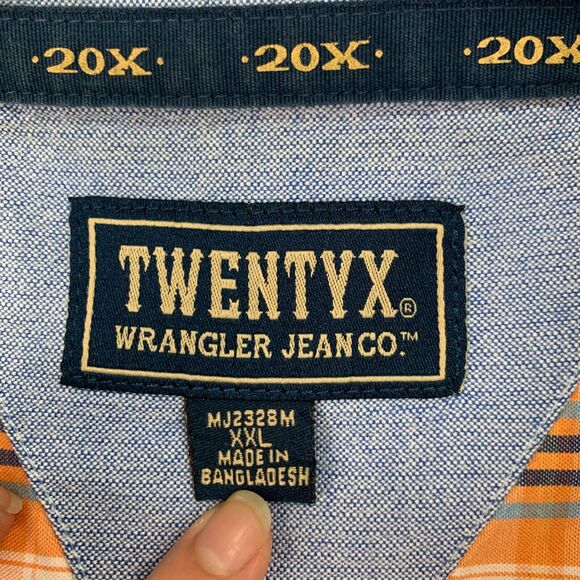 ·20X· ·20X· ·20X
TWENTYX®
WRANGLER JEAN CO.™
MJ2328M
XXL
MADE IN
BANGLADESH